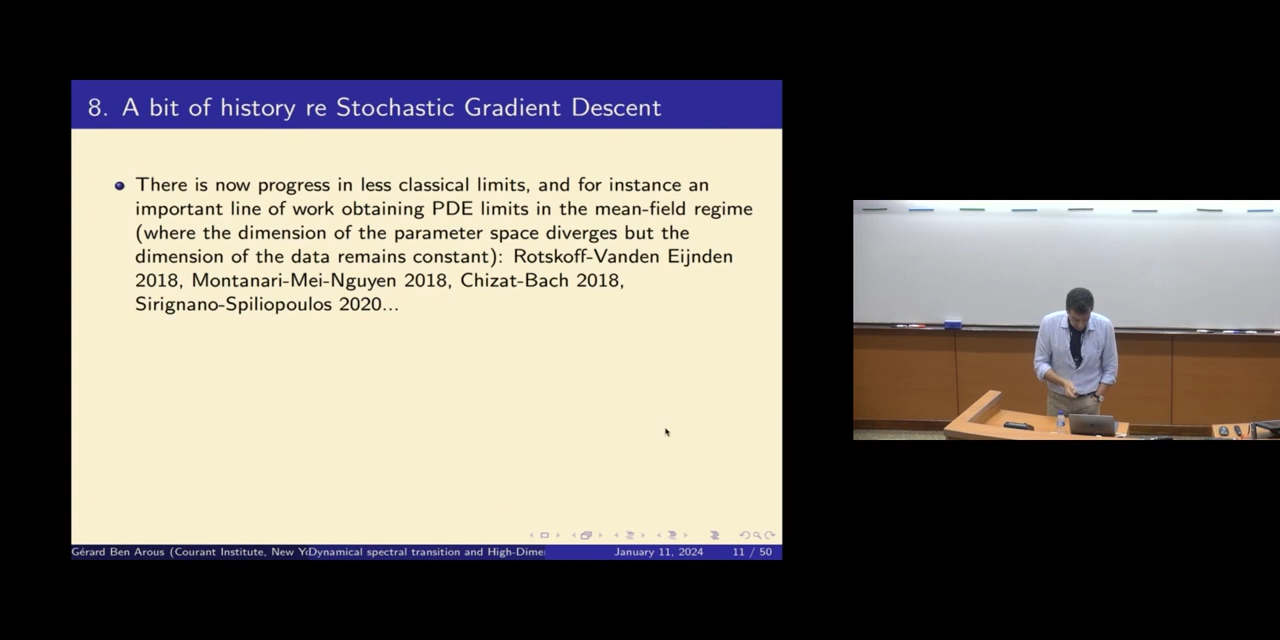 8. A bit of history re Stochastic Gradient Descent
There is now progress in less classical limits, and for instance an
important line of work obtaining PDE limits in the mean-field regime
(where the dimension of the parameter space diverges but the
dimension of the data remains constant): Rotskoff-Vanden Eijnden
2018, Montanari-Mei-Nguyen 2018, Chizat-Bach 2018,
Sirignano-Spiliopoulos 2020...
Gérard Ben Arous (Courant Institute, New Yo Dynamical spectral transition and High-Dimen January 11, 2024 11 / 50